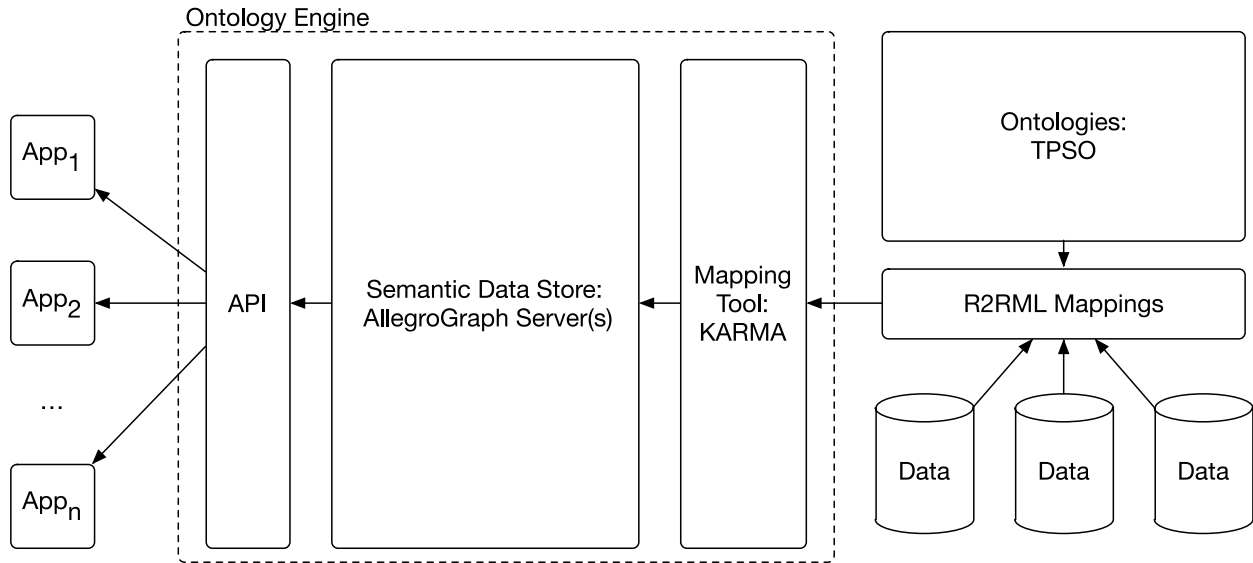 Ontology Engine
App1
App2
...
Appn
API
Semantic Data Store:
AllegroGraph Server(s)
Mapping
Tool:
KARMA
Ontologies:
TPSO
R2RML Mappings
Data
Data
Data